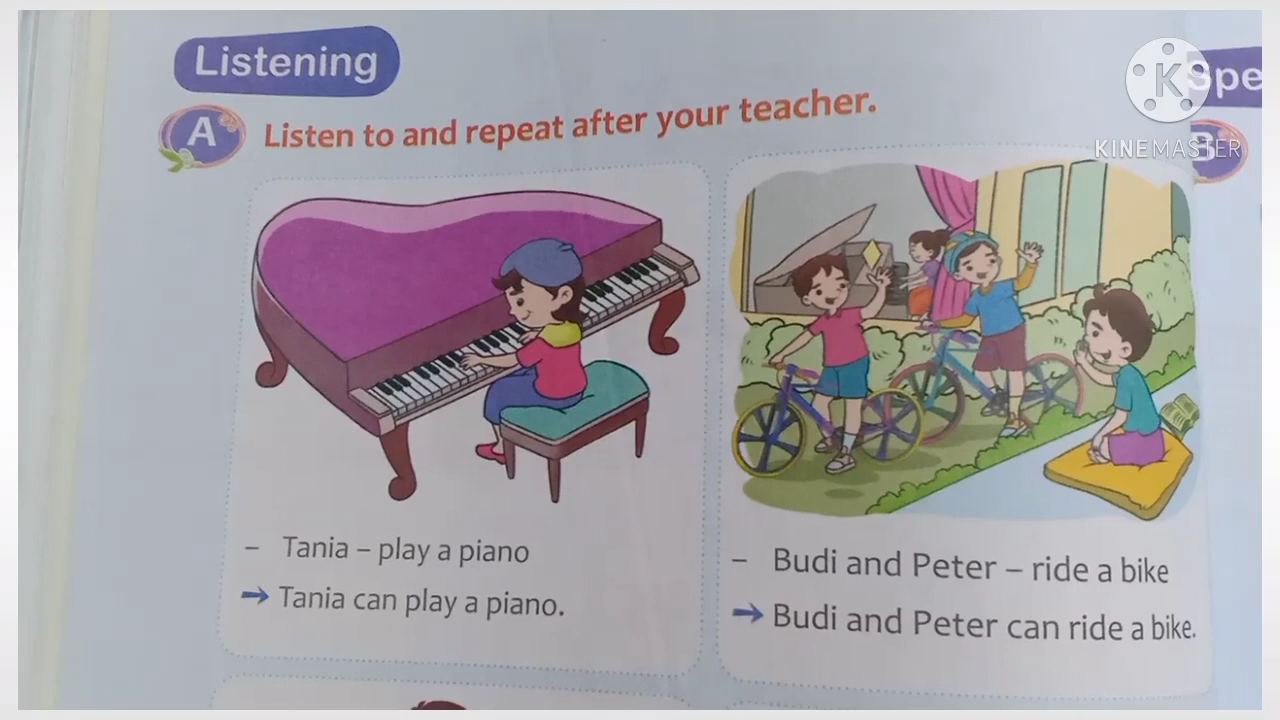 Listening
A Listen to and repeat after your teacher.
– Tania – play a piano
→ Tania can play a piano.
– Budi and Peter – ride a bike
→ Budi and Peter can ride a bike.
Spe
B
K
KINEMASTER